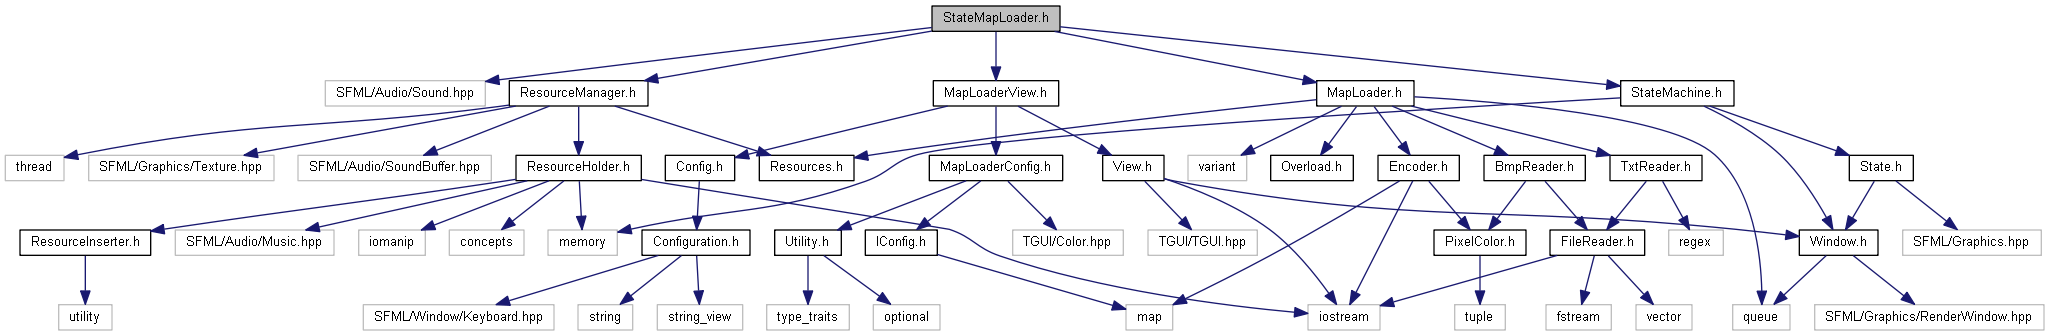 StateMapLoader.h
SFML/Audio/Sound.hpp
ResourceManager.h
MapLoaderView.h
MapLoader.h
StateMachine.h
thread
SFML/Graphics/Texture.hpp
SFML/Audio/SoundBuffer.hpp
ResourceHolder.h
Config.h
Resources.h
MapLoaderConfig.h
View.h
variant
Overload.h
Encoder.h
BmpReader.h
TxtReader.h
State.h
ResourceInserter.h
SFML/Audio/Music.hpp
iomanip
concepts
memory
Configuration.h
Utility.h
IConfig.h
TGUI/Color.hpp
TGUI/TGUI.hpp
PixelColor.h
FileReader.h
regex
Window.h
SFML/Graphics.hpp
utility
SFML/Window/Keyboard.hpp
string
string_view
type_traits
optional
map
iostream
tuple
fstream
vector
queue
SFML/Graphics/RenderWindow.hpp